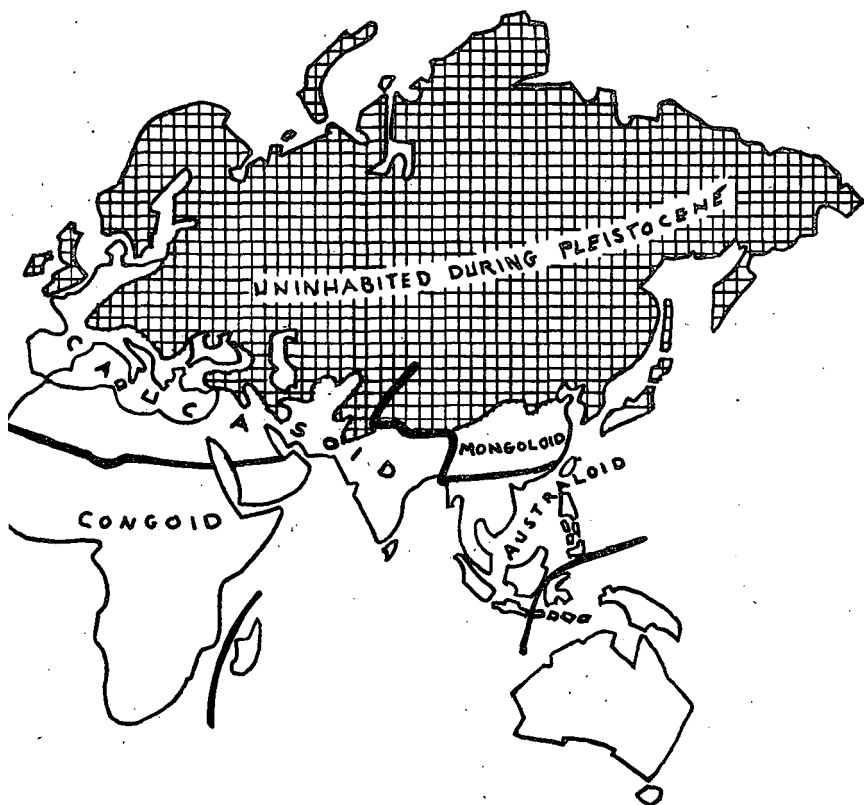 UNINHABITED DURING PLEISTOCENE
CAUCASOID
MONGOLOID
AUSTRALOID
CONGOID